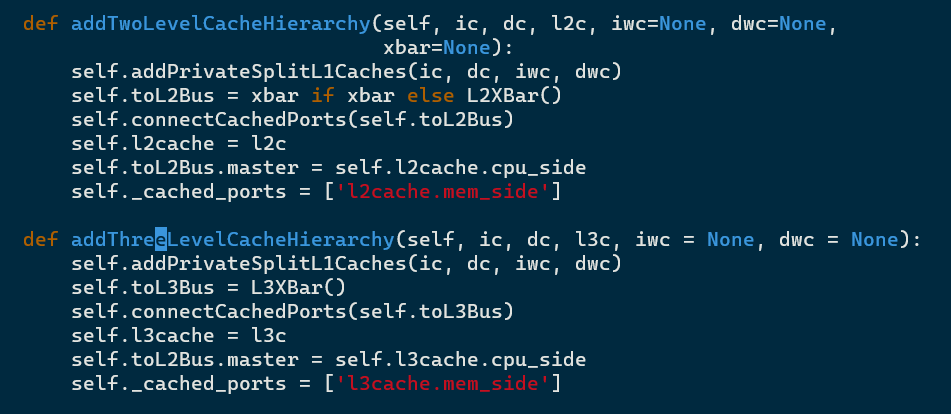 def addTwoLevelCacheHierarchy(self, ic, dc, l2c, iwc=None, dwc=None,
                              xbar=None):
    self.addPrivateSplitL1Caches(ic, dc, iwc, dwc)
    self.toL2Bus = xbar if xbar else L2XBar()
    self.connectCachedPorts(self.toL2Bus)
    self.l2cache = l2c
    self.toL2Bus.master = self.l2cache.cpu_side
    self._cached_ports = ['l2cache.mem_side']

def addThreeLevelCacheHierarchy(self, ic, dc, l3c, iwc = None, dwc = None):
    self.addPrivateSplitL1Caches(ic, dc, iwc, dwc)
    self.toL3Bus = L3XBar()
    self.connectCachedPorts(self.toL3Bus)
    self.l3cache = l3c
    self.toL2Bus.master = self.l3cache.cpu_side
    self._cached_ports = ['l3cache.mem_side']